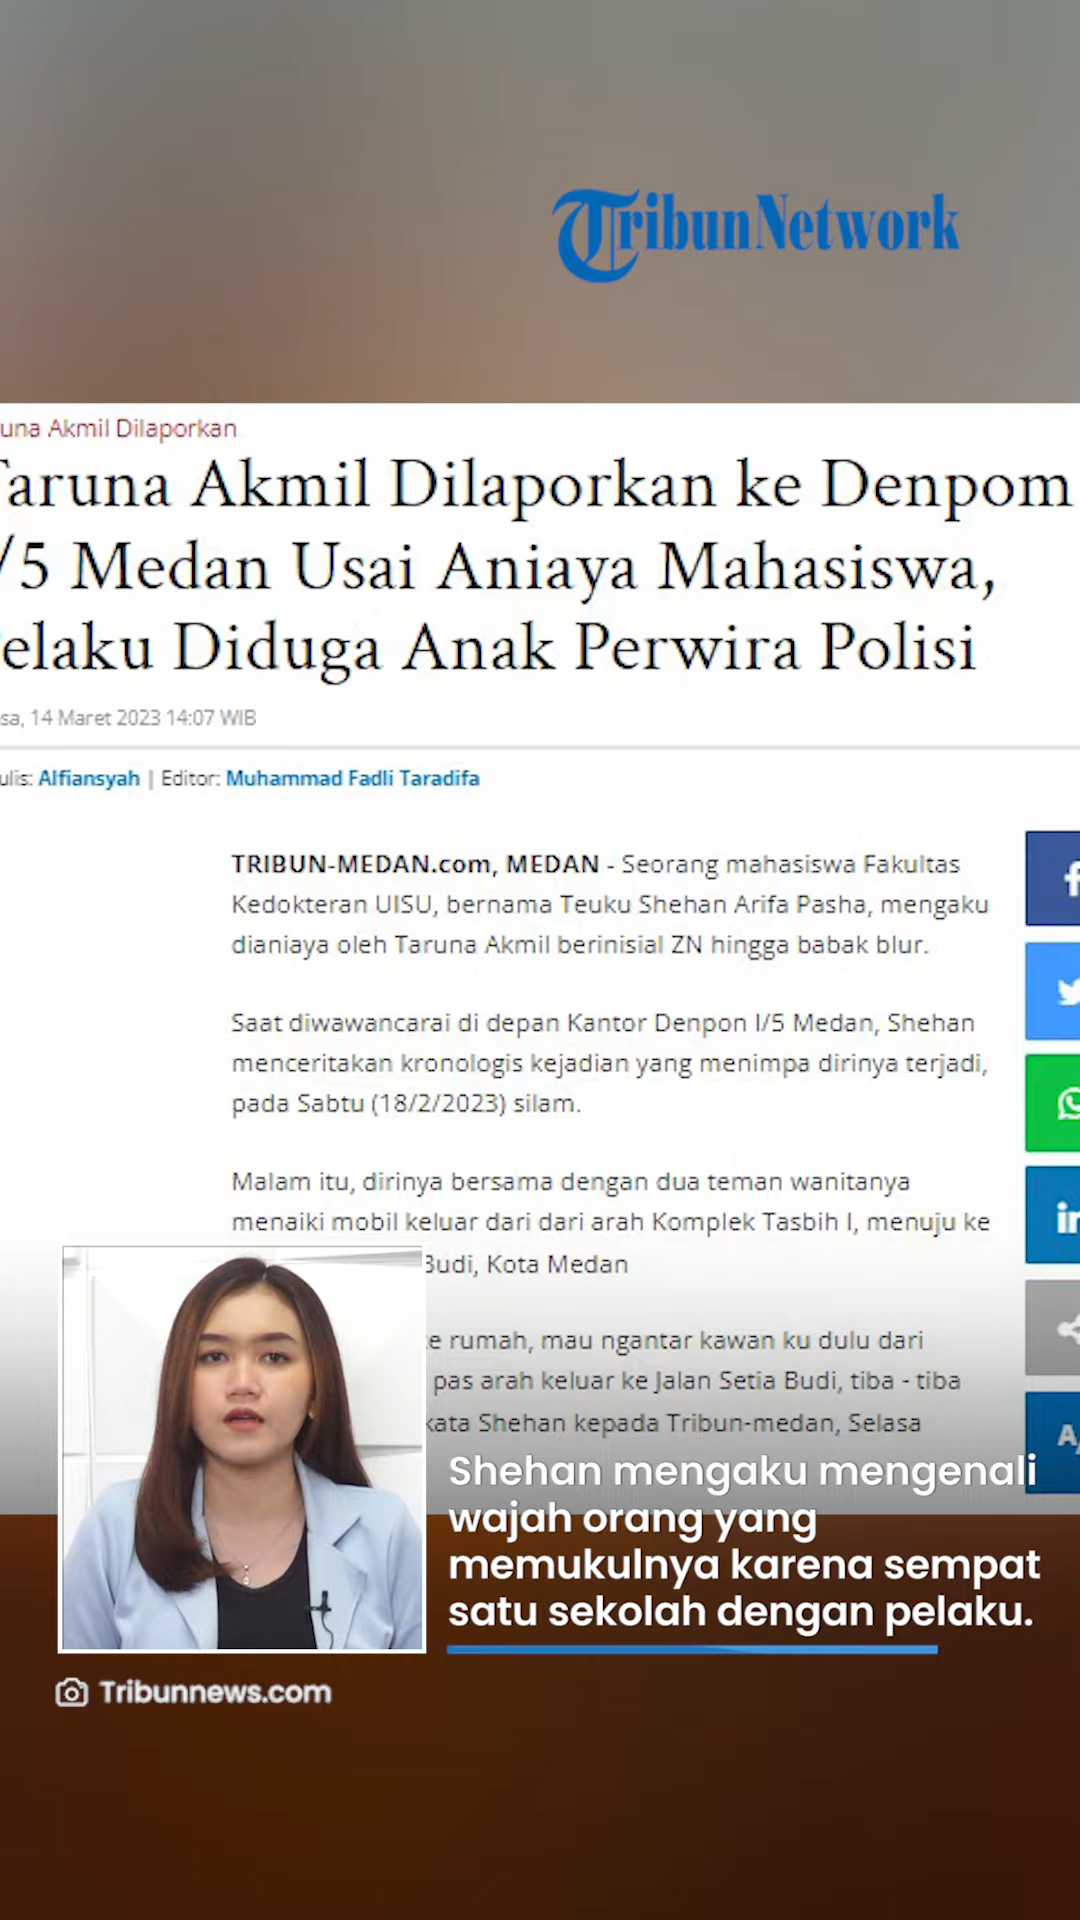 TribunNetwork
una Akmil Dilaporkan
Taruna Akmil Dilaporkan ke Denpom
/5 Medan Usai Aniaya Mahasiswa,
elaku Diduga Anak Perwira Polisi
sa, 14 Maret 2023 14:07 WIB
ulis: Alfiansyah | Editor: Muhammad Fadli Taradifa
TRIBUN-MEDAN.com, MEDAN - Seorang mahasiswa Fakultas
Kedokteran UISU, bernama Teuku Shehan Arifa Pasha, mengaku
dianiaya oleh Taruna Akmil berinisial ZN hingga babak blur.
Saat diwawancarai di depan Kantor Denpon I/5 Medan, Shehan
menceritakan kronologis kejadian yang menimpa dirinya terjadi,
pada Sabtu (18/2/2023) silam.
Malam itu, dirinya bersama dengan dua teman wanitanya
menaiki mobil keluar dari dari arah Komplek Tasbih I, menuju ke
Budi, Kota Medan
e rumah, mau ngantar kawan ku dulu dari
pas arah keluar ke Jalan Setia Budi, tiba - tiba
kata Shehan kepada Tribun-medan, Selasa
Shehan mengaku mengenali
wajah orang yang
memukulnya karena sempat
satu sekolah dengan pelaku.
Tribunnews.com